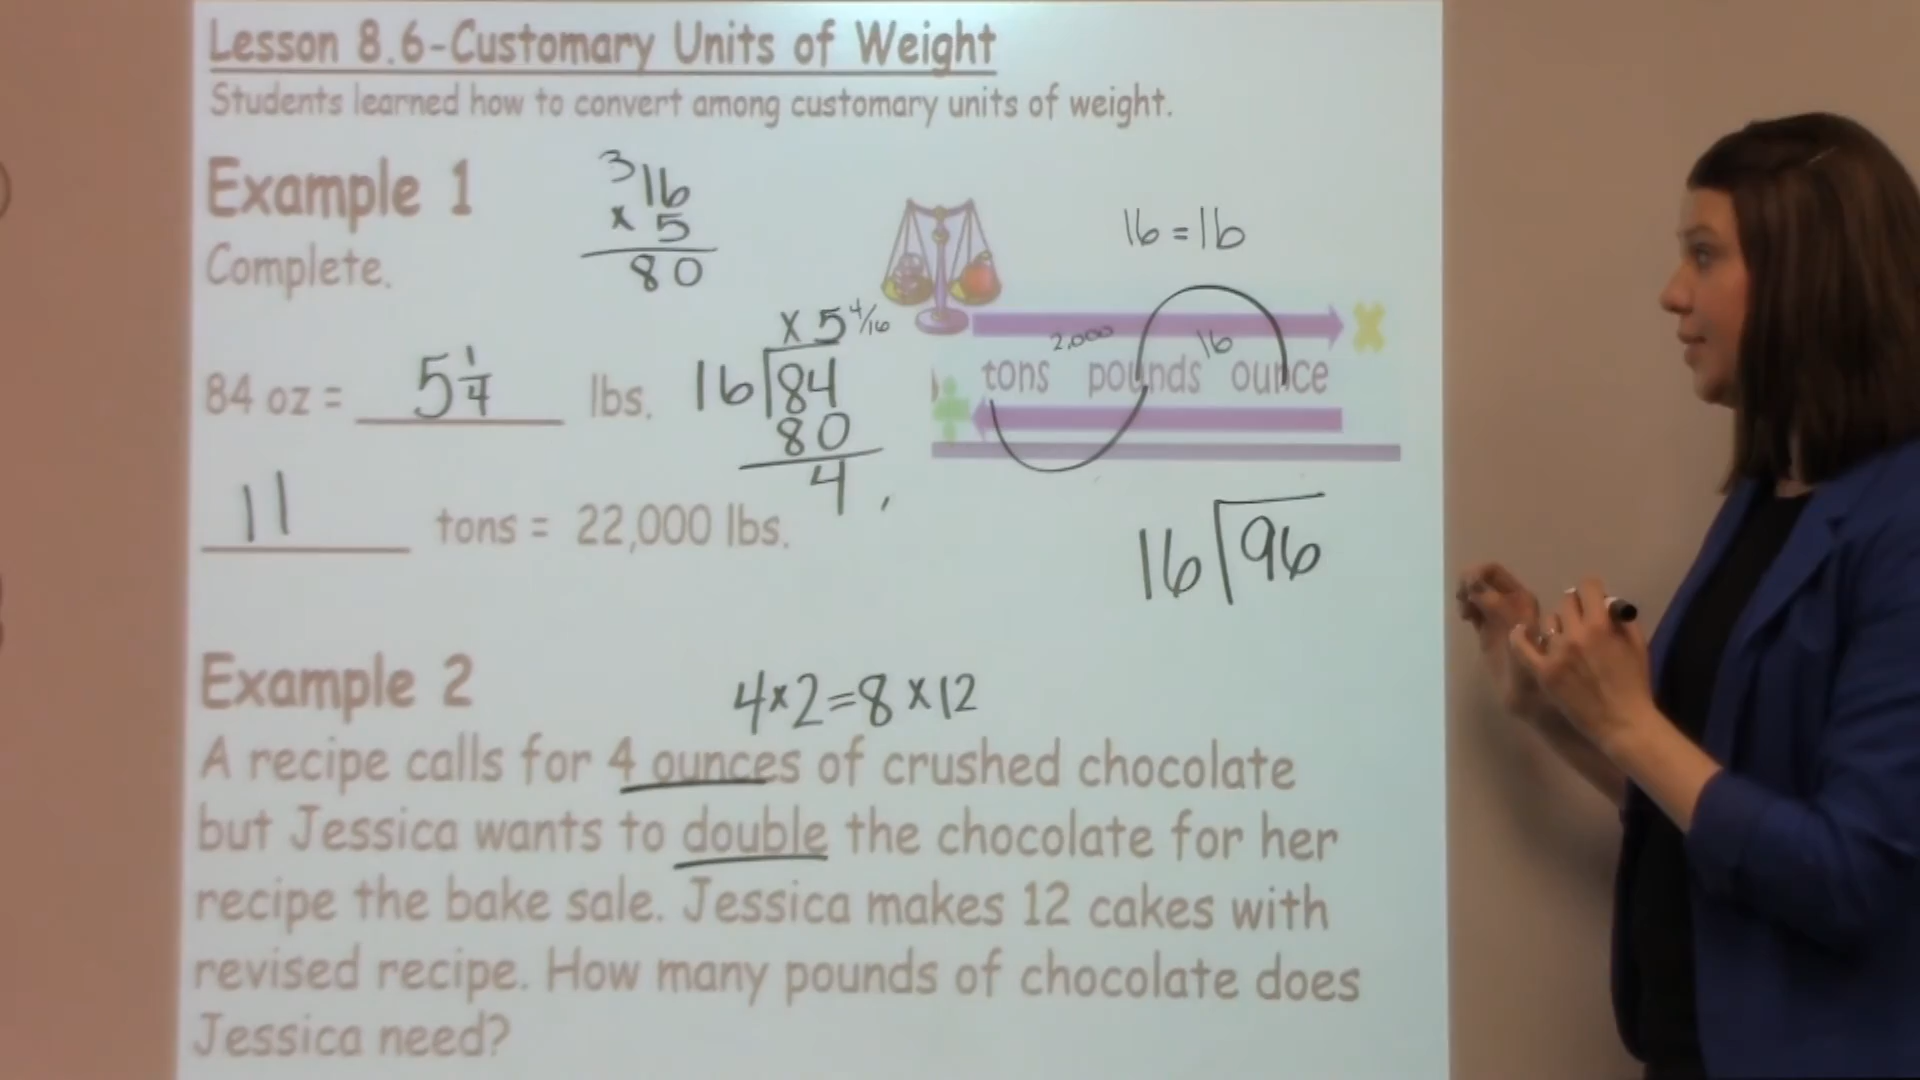 Lesson 8.6-Customary Units of Weight
Students learned how to convert among customary units of weight.
Example 1
3
16
x 5
80
16 = 16
Complete.
x 5 4/16
2,000
16
x
tons pounds ounce
84 oz = 5 1/4 lbs.
16 84
80
4
÷
11 tons = 22,000 lbs.
16 96
Example 2
4 x 2 = 8 x 12
A recipe calls for 4 ounces of crushed chocolate
but Jessica wants to double the chocolate for her
recipe the bake sale. Jessica makes 12 cakes with
revised recipe. How many pounds of chocolate does
Jessica need?